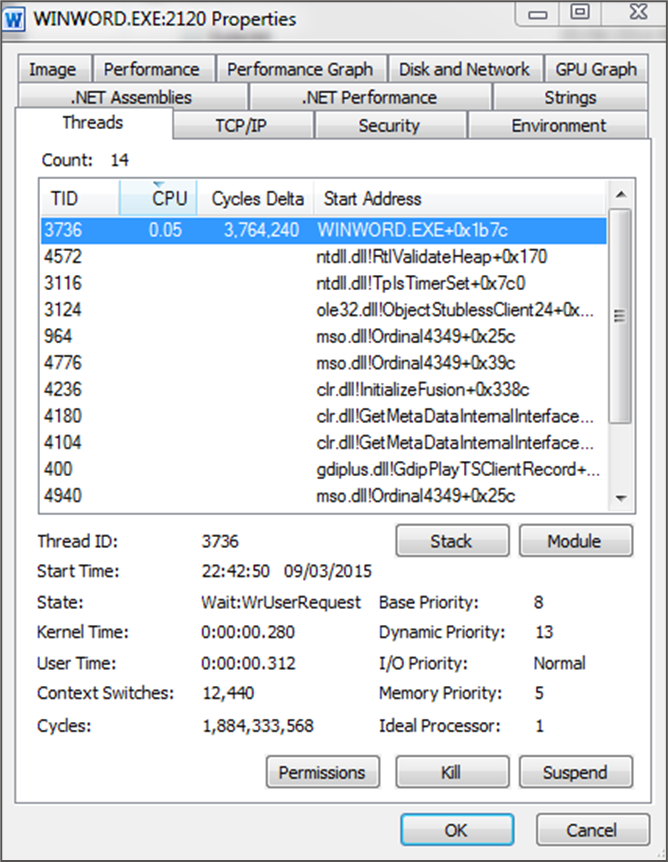 WINWORD.EXE:2120 Properties
Image Performance Performance Graph Disk and Network GPU Graph
.NET Assemblies .NET Performance Strings
Threads TCP/IP Security Environment
Count: 14
TID CPU Cycles Delta Start Address
3736 0.05 3,764,240 WINWORD.EXE+0x1b7c
4572 ntdll.dll!RtlValidateHeap+0x170
3116 ntdll.dll!TpIsTimerSet+0x7c0
3124 ole32.dll!ObjectStublessClient24+0x...
964 mso.dll!Ordinal4349+0x25c
4776 mso.dll!Ordinal4349+0x39c
4236 clr.dll!InitializeFusion+0x338c
4180 clr.dll!GetMetaDataInternalInterface...
4104 clr.dll!GetMetaDataInternalInterface...
400 gdiplus.dll!GdipPlayTSClientRecord+...
4940 mso.dll!Ordinal4349+0x25c
Thread ID: 3736 Stack Module
Start Time: 22:42:50 09/03/2015
State: Wait:WrUserRequest Base Priority: 8
Kernel Time: 0:00:00.280 Dynamic Priority: 13
User Time: 0:00:00.312 I/O Priority: Normal
Context Switches: 12,440 Memory Priority: 5
Cycles: 1,884,333,568 Ideal Processor: 1
Permissions Kill Suspend
OK Cancel